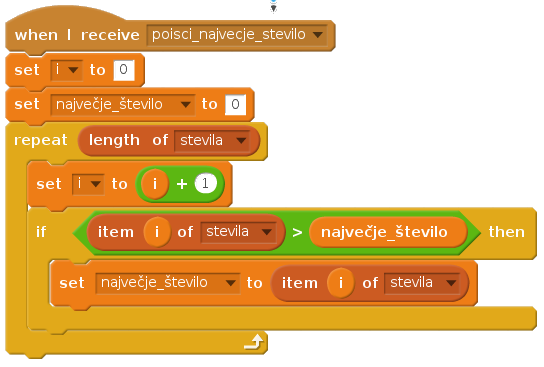 when I receive poisci_najvecje_stevilo
set i to 0
set največje_število to 0
repeat length of stevila
set i to i + 1
if item i of stevila > največje_število then
set največje_število to item i of stevila